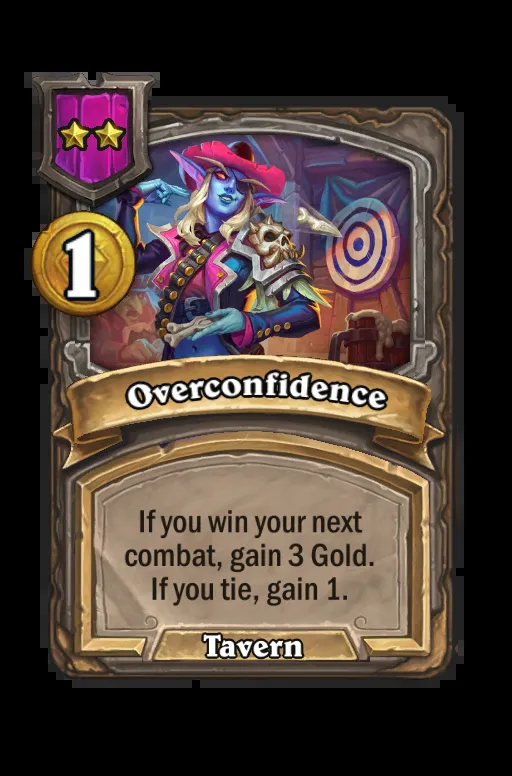 1
Overconfidence
If you win your next
combat, gain 3 Gold.
If you tie, gain 1.
Tavern